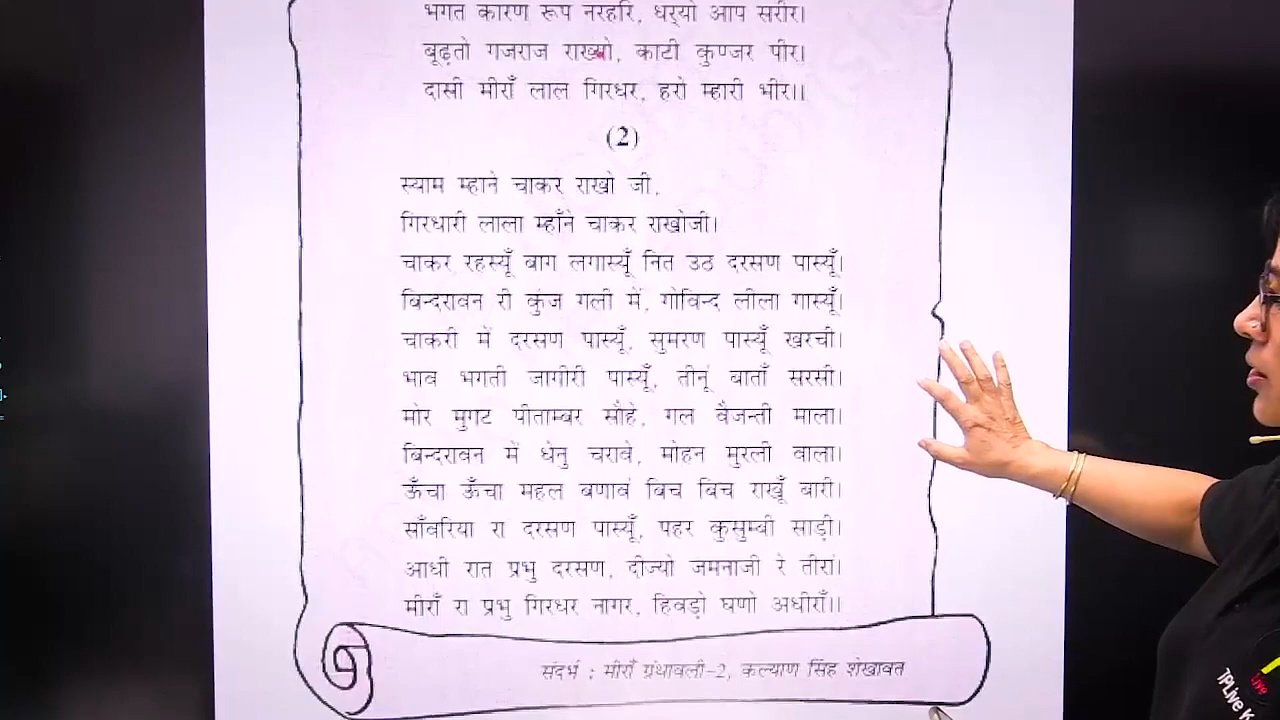 भगत कारण रूप नरहरि, धर्‌यो आप सरीर।
बूढ़तो गजराज राख्यो, काटी कुण्जर पीर।
दासी मीराँ लाल गिरधर, हरो म्हारी भीर।।
(2)
स्याम म्हाने चाकर राखो जी,
गिरधारी लाला म्हाँने चाकर राखोजी।
चाकर रहस्यूँ बाग लगास्यूँ नित उठ दरसण पास्यूँ।
बिन्दरावन री कुंज गली में, गोविन्द लीला गास्यूँ।
चाकरी में दरसण पास्यूँ, सुमरण पास्यूँ खरची।
भाव भगती जागीरी पास्यूँ, तीनूं बाताँ सरसी।
मोर मुगट पीताम्बर सौहे, गल वैजन्ती माला।
बिन्दरावन में धेनु चरावे, मोहन मुरली वाला।
ऊँचा ऊँचा महल बणावं बिच बिच राखूँ बारी।
साँवरिया रा दरसण पास्यूँ, पहर कुसुम्बी साड़ी।
आधी रात प्रभु दरसण, दीज्यो जमनाजी रे तीरां।
मीराँ रा प्रभु गिरधर नागर, हिवड़ो घणो अधीराँ।।
संदर्भ : मीराँ ग्रंथावली-2, कल्याण सिंह शेखावत
Live